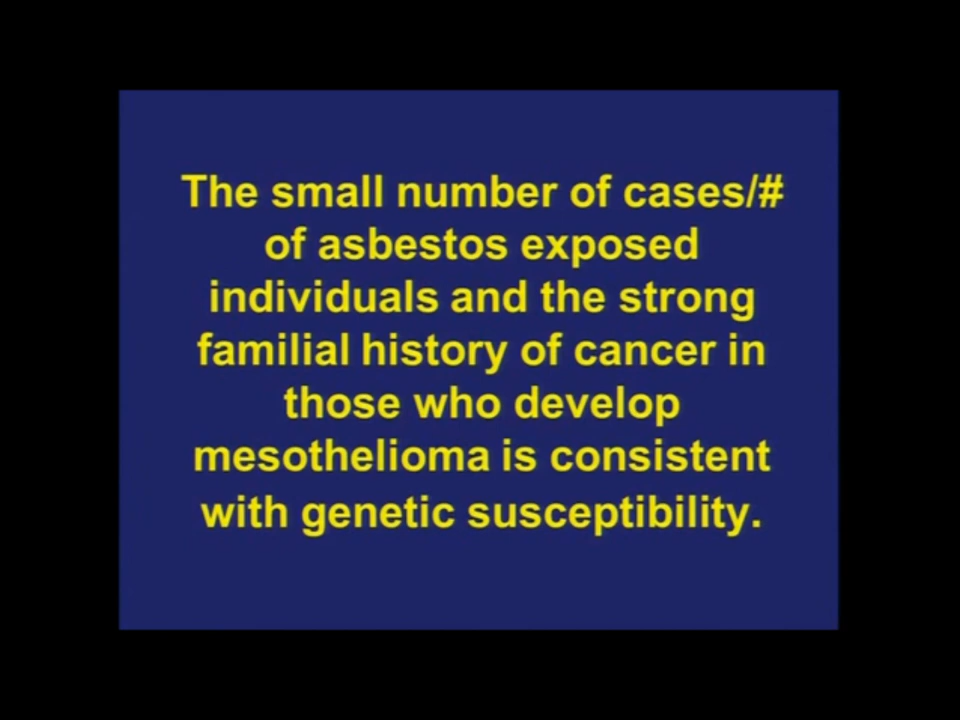 The small number of cases/#
of asbestos exposed
individuals and the strong
familial history of cancer in
those who develop
mesothelioma is consistent
with genetic susceptibility.